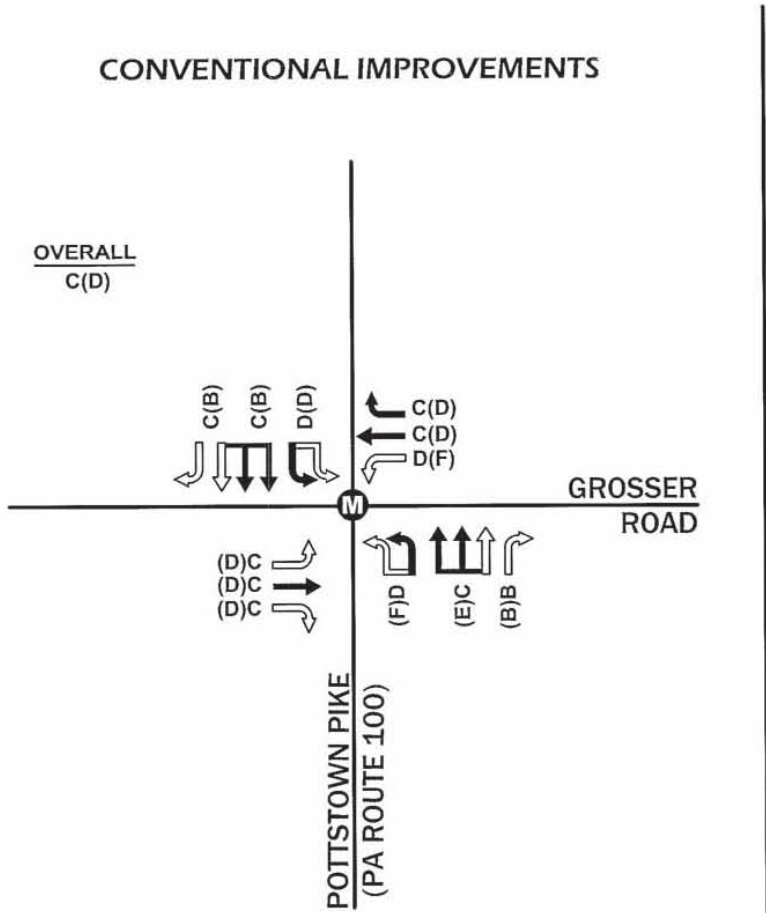 CONVENTIONAL IMPROVEMENTS
OVERALL
C(D)
C(B)
C(B)
D(D)
C(D)
C(D)
D(F)
GROSSER
ROAD
M
(D)C
(D)C
(D)C
(F)D
(E)C
(B)B
POTTSTOWN PIKE
(PA ROUTE 100)